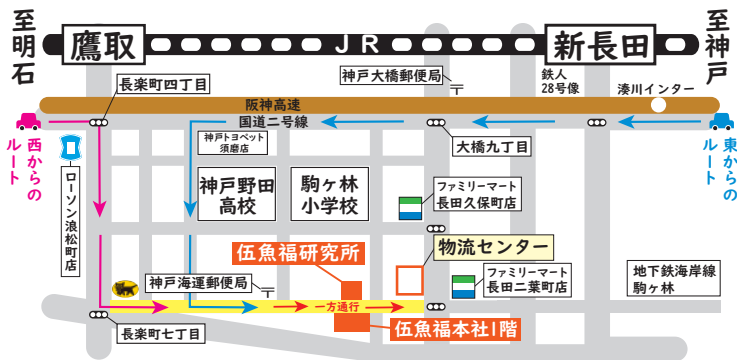 至明石
鷹取
JR
新長田
至神戸
長楽町四丁目
神戸大橋郵便局
〒
鉄人
28号像
湊川インター
阪神高速
国道二号線
西からの
ルート
東からの
ルート
神戸トヨペット
須磨店
大橋九丁目
ローソン浪松町店
神戸野田
高校
駒ヶ林
小学校
ファミリーマート
長田久保町店
伍魚福研究所
物流センター
神戸海運郵便局
〒
ファミリーマート
長田二葉町店
地下鉄海岸線
駒ヶ林
一方通行
長楽町七丁目
伍魚福本社1階